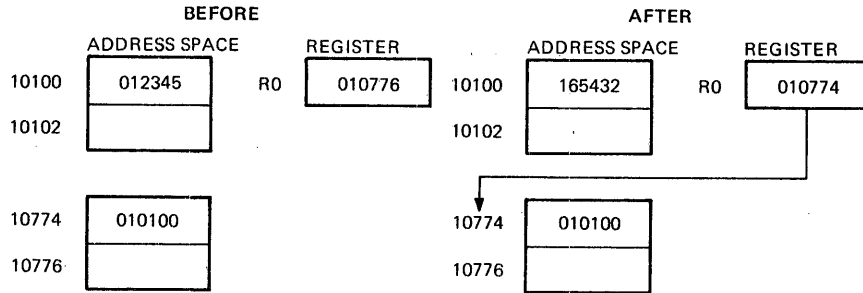 BEFORE AFTER
ADDRESS SPACE REGISTER ADDRESS SPACE REGISTER
10100 012345 R0 010776 10100 165432 R0 010774
10102 10102
10774 010100 10774 010100
10776 10776